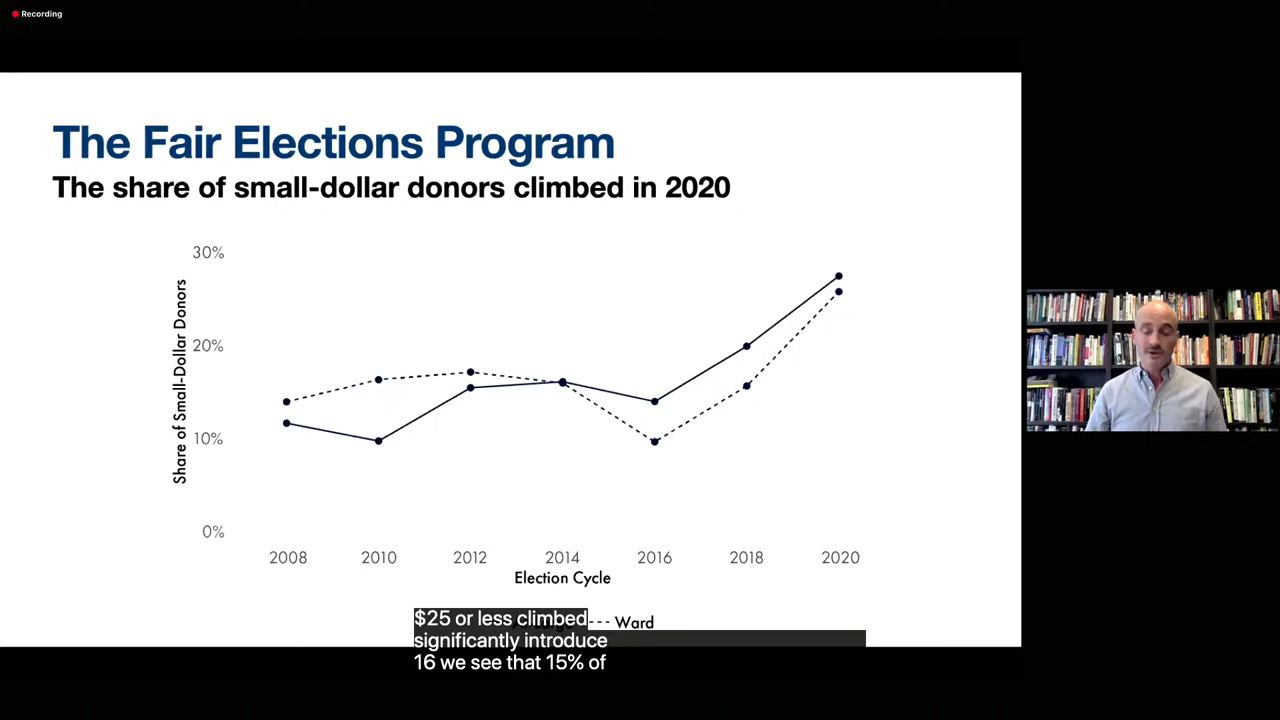 Recording
The Fair Elections Program
The share of small-dollar donors climbed in 2020
30%
20%
10%
0%
Share of Small-Dollar Donors
2008 2010 2012 2014 2016 2018 2020
Election Cycle
Ward
$25 or less climbed
significantly introduce
16 we see that 15% of